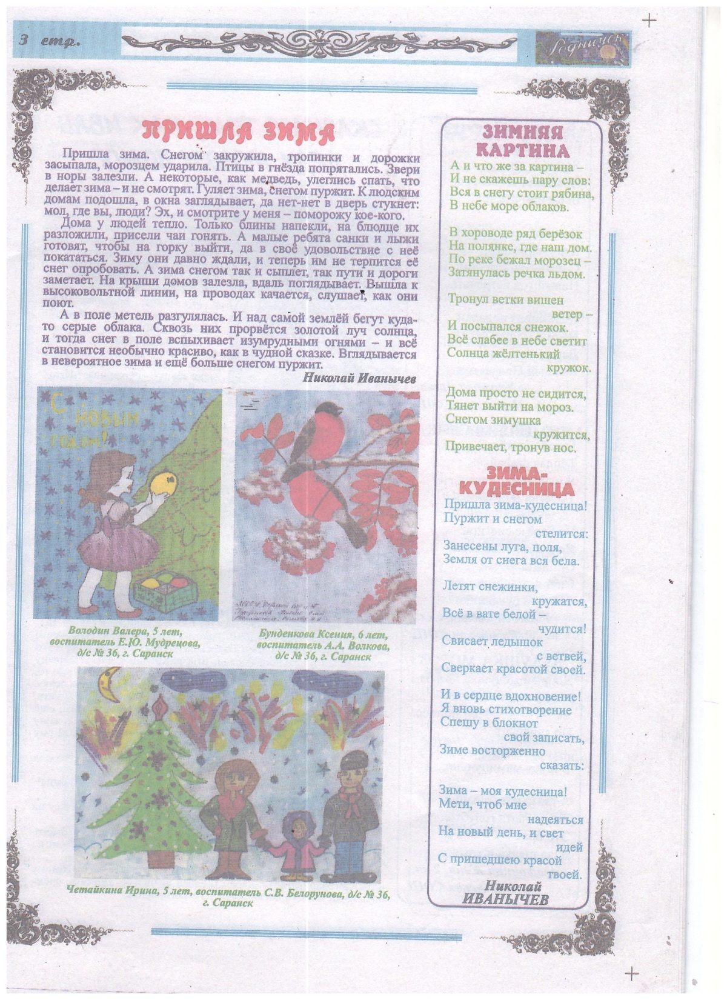 3 стр.
Родничок
ПРИШЛА ЗИМА
Пришла зима. Снегом закружила, тропинки и дорожки
засыпала, морозцем ударила. Птицы в гнёзда попрятались. Звери
в норы залезли. А некоторые, как медведь, улеглись спать, что
делает зима – и не смотрят. Гуляет зима, снегом пуржит. К людским
домам подошла, в окна заглядывает, да нет-нет в дверь стукнет:
мол, где вы, люди? Эх, и смотрите у меня – поморожу кое-кого.
Дома у людей тепло. Только блины напекли, на блюдце их
разложили, присели чаи гонять. А малые ребята санки и лыжи
готовят, чтобы на горку выйти, да в своё удовольствие с неё
покататься. Зиму они давно ждали, и теперь им не терпится её
снег опробовать. А зима снегом так и сыплет, так пути и дороги
заметает. На крыши домов залезла, вдаль поглядывает. Вышла к
высоковольтной линии, на проводах качается, слушает, как они
поют.
А в поле метель разгулялась. И над самой землёй бегут куда-
то серые облака. Сквозь них прорвётся золотой луч солнца,
и тогда снег в поле вспыхивает изумрудными огнями – и всё
становится необычно красиво, как в чудной сказке. Вглядывается
в невероятное зима и ещё больше снегом пуржит.
Николай Иванычев
С
новым
годом!
Володин Валера, 5 лет,
воспитатель Е.Ю. Мудрецова,
д/с № 36, г. Саранск
Бунденкова Ксения, 6 лет,
воспитатель А.А. Волкова,
д/с № 36, г. Саранск
Четайкина Ирина, 5 лет, воспитатель С.В. Белорунова, д/с № 36,
г. Саранск
ЗИМНЯЯ
КАРТИНА
А и что же за картина –
И не скажешь пару слов:
Вся в снегу стоит рябина,
В небе море облаков.
В хороводе ряд берёзок
На полянке, где наш дом.
По реке бежал морозец –
Затянулась речка льдом.
Тронул ветки вишен
ветер –
И посыпался снежок.
Всё слабее в небе светит
Солнца жёлтенький
кружок.
Дома просто не сидится,
Тянет выйти на мороз.
Снегом зимушка
кружится,
Привечает, тронув нос.
ЗИМА-
КУДЕСНИЦА
Пришла зима-кудесница!
Пуржит и снегом
стелится:
Занесены луга, поля,
Земля от снега вся бела.
Летят снежинки,
кружатся,
Всё в вате белой –
чудится!
Свисает ледышок
с ветвей,
Сверкает красотой своей.
И в сердце вдохновение!
Я вновь стихотворение
Спешу в блокнот
свой записать,
Зиме восторженно
сказать:
Зима – моя кудесница!
Мети, чтоб мне
надеяться
На новый день, и свет
идей
С пришедшею красой
твоей.
Николай
ИВАНЫЧЕВ